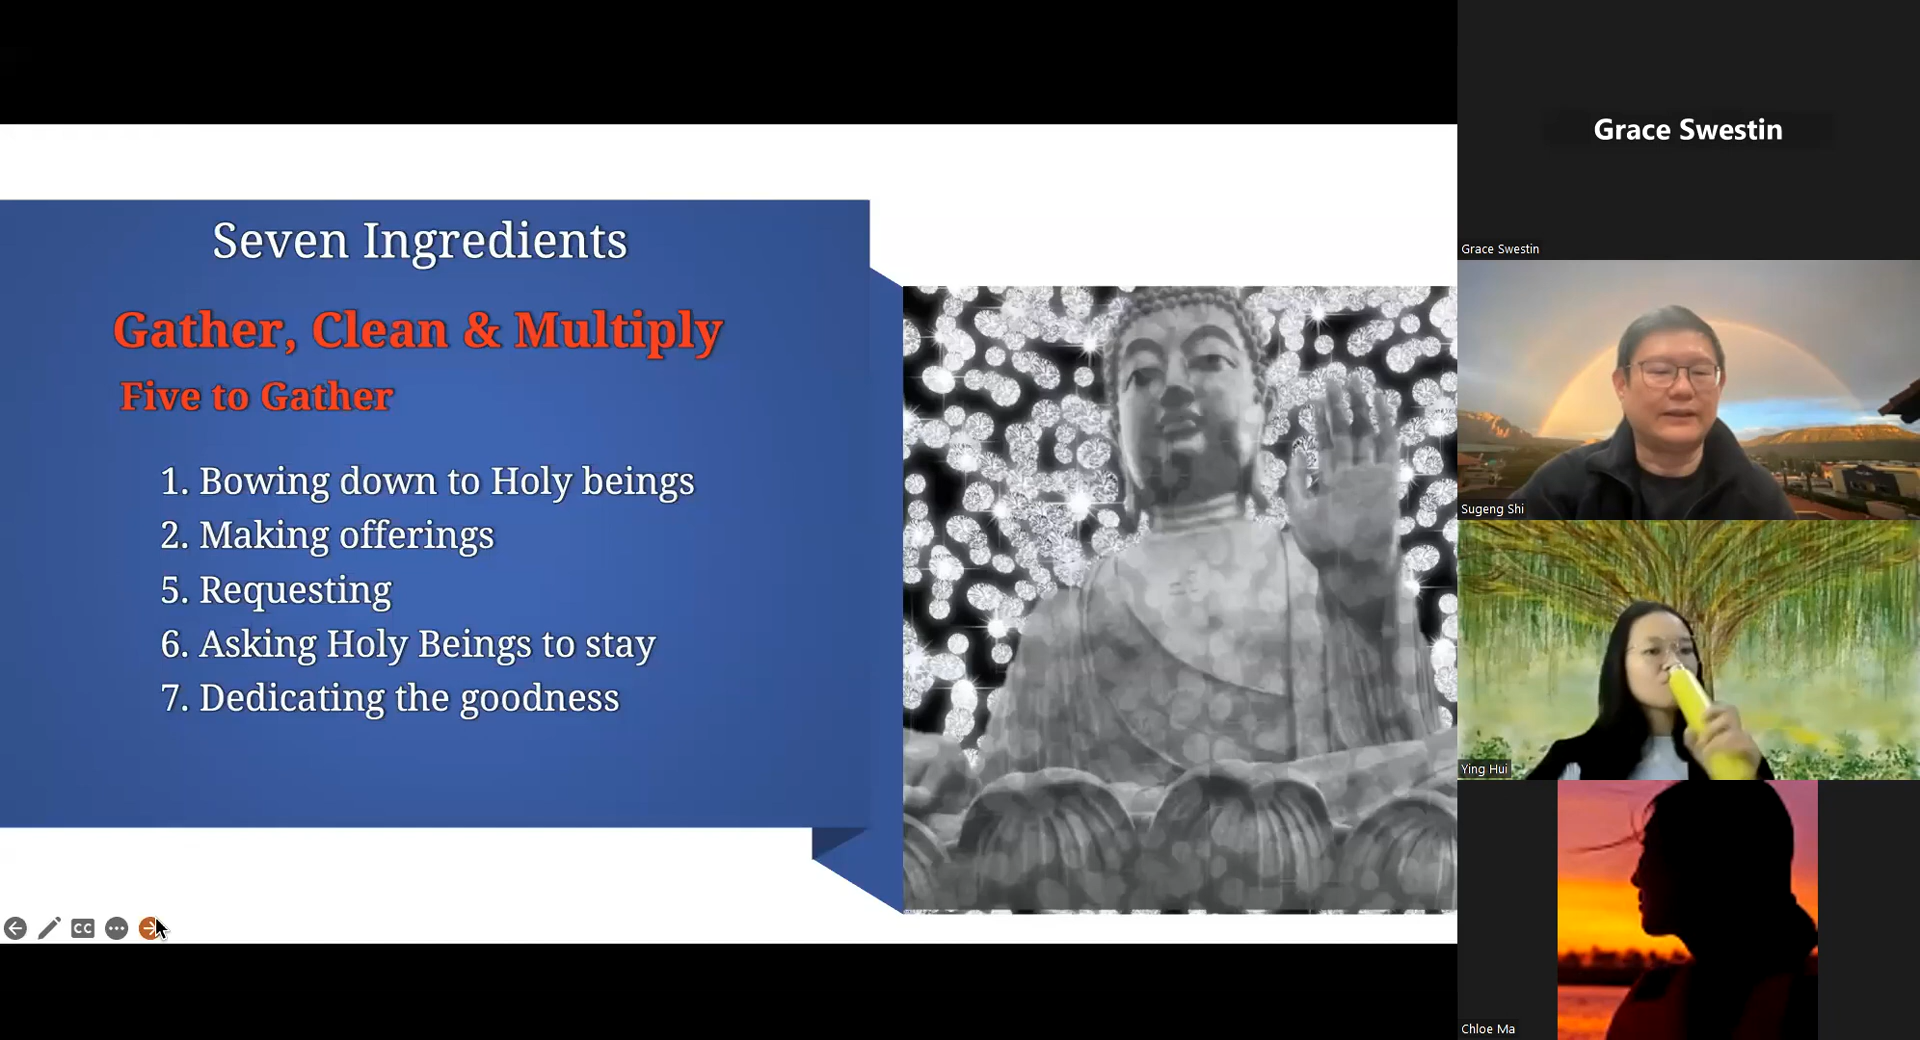 Seven Ingredients
Gather, Clean & Multiply
Five to Gather
1. Bowing down to Holy beings
2. Making offerings
5. Requesting
6. Asking Holy Beings to stay
7. Dedicating the goodness
CC
Grace Swestin
Grace Swestin
Sugeng Shi
Ying Hui
Chloe Ma